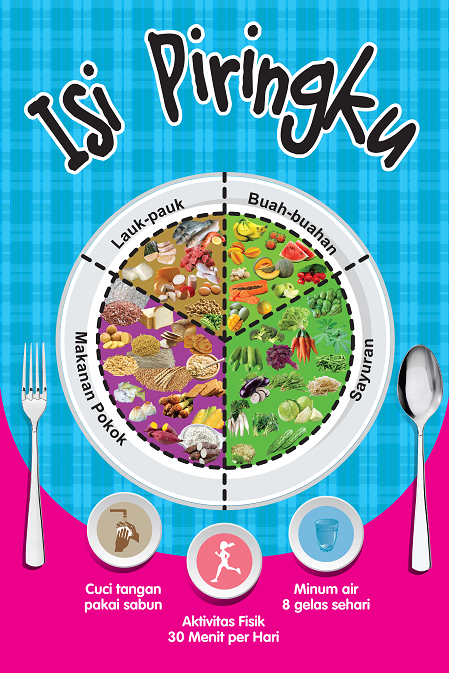 Isi Piringku
Lauk-pauk
Buah-buahan
Makanan Pokok
Sayuran
Cuci tangan
pakai sabun
Aktivitas Fisik
30 Menit per Hari
Minum air
8 gelas sehari